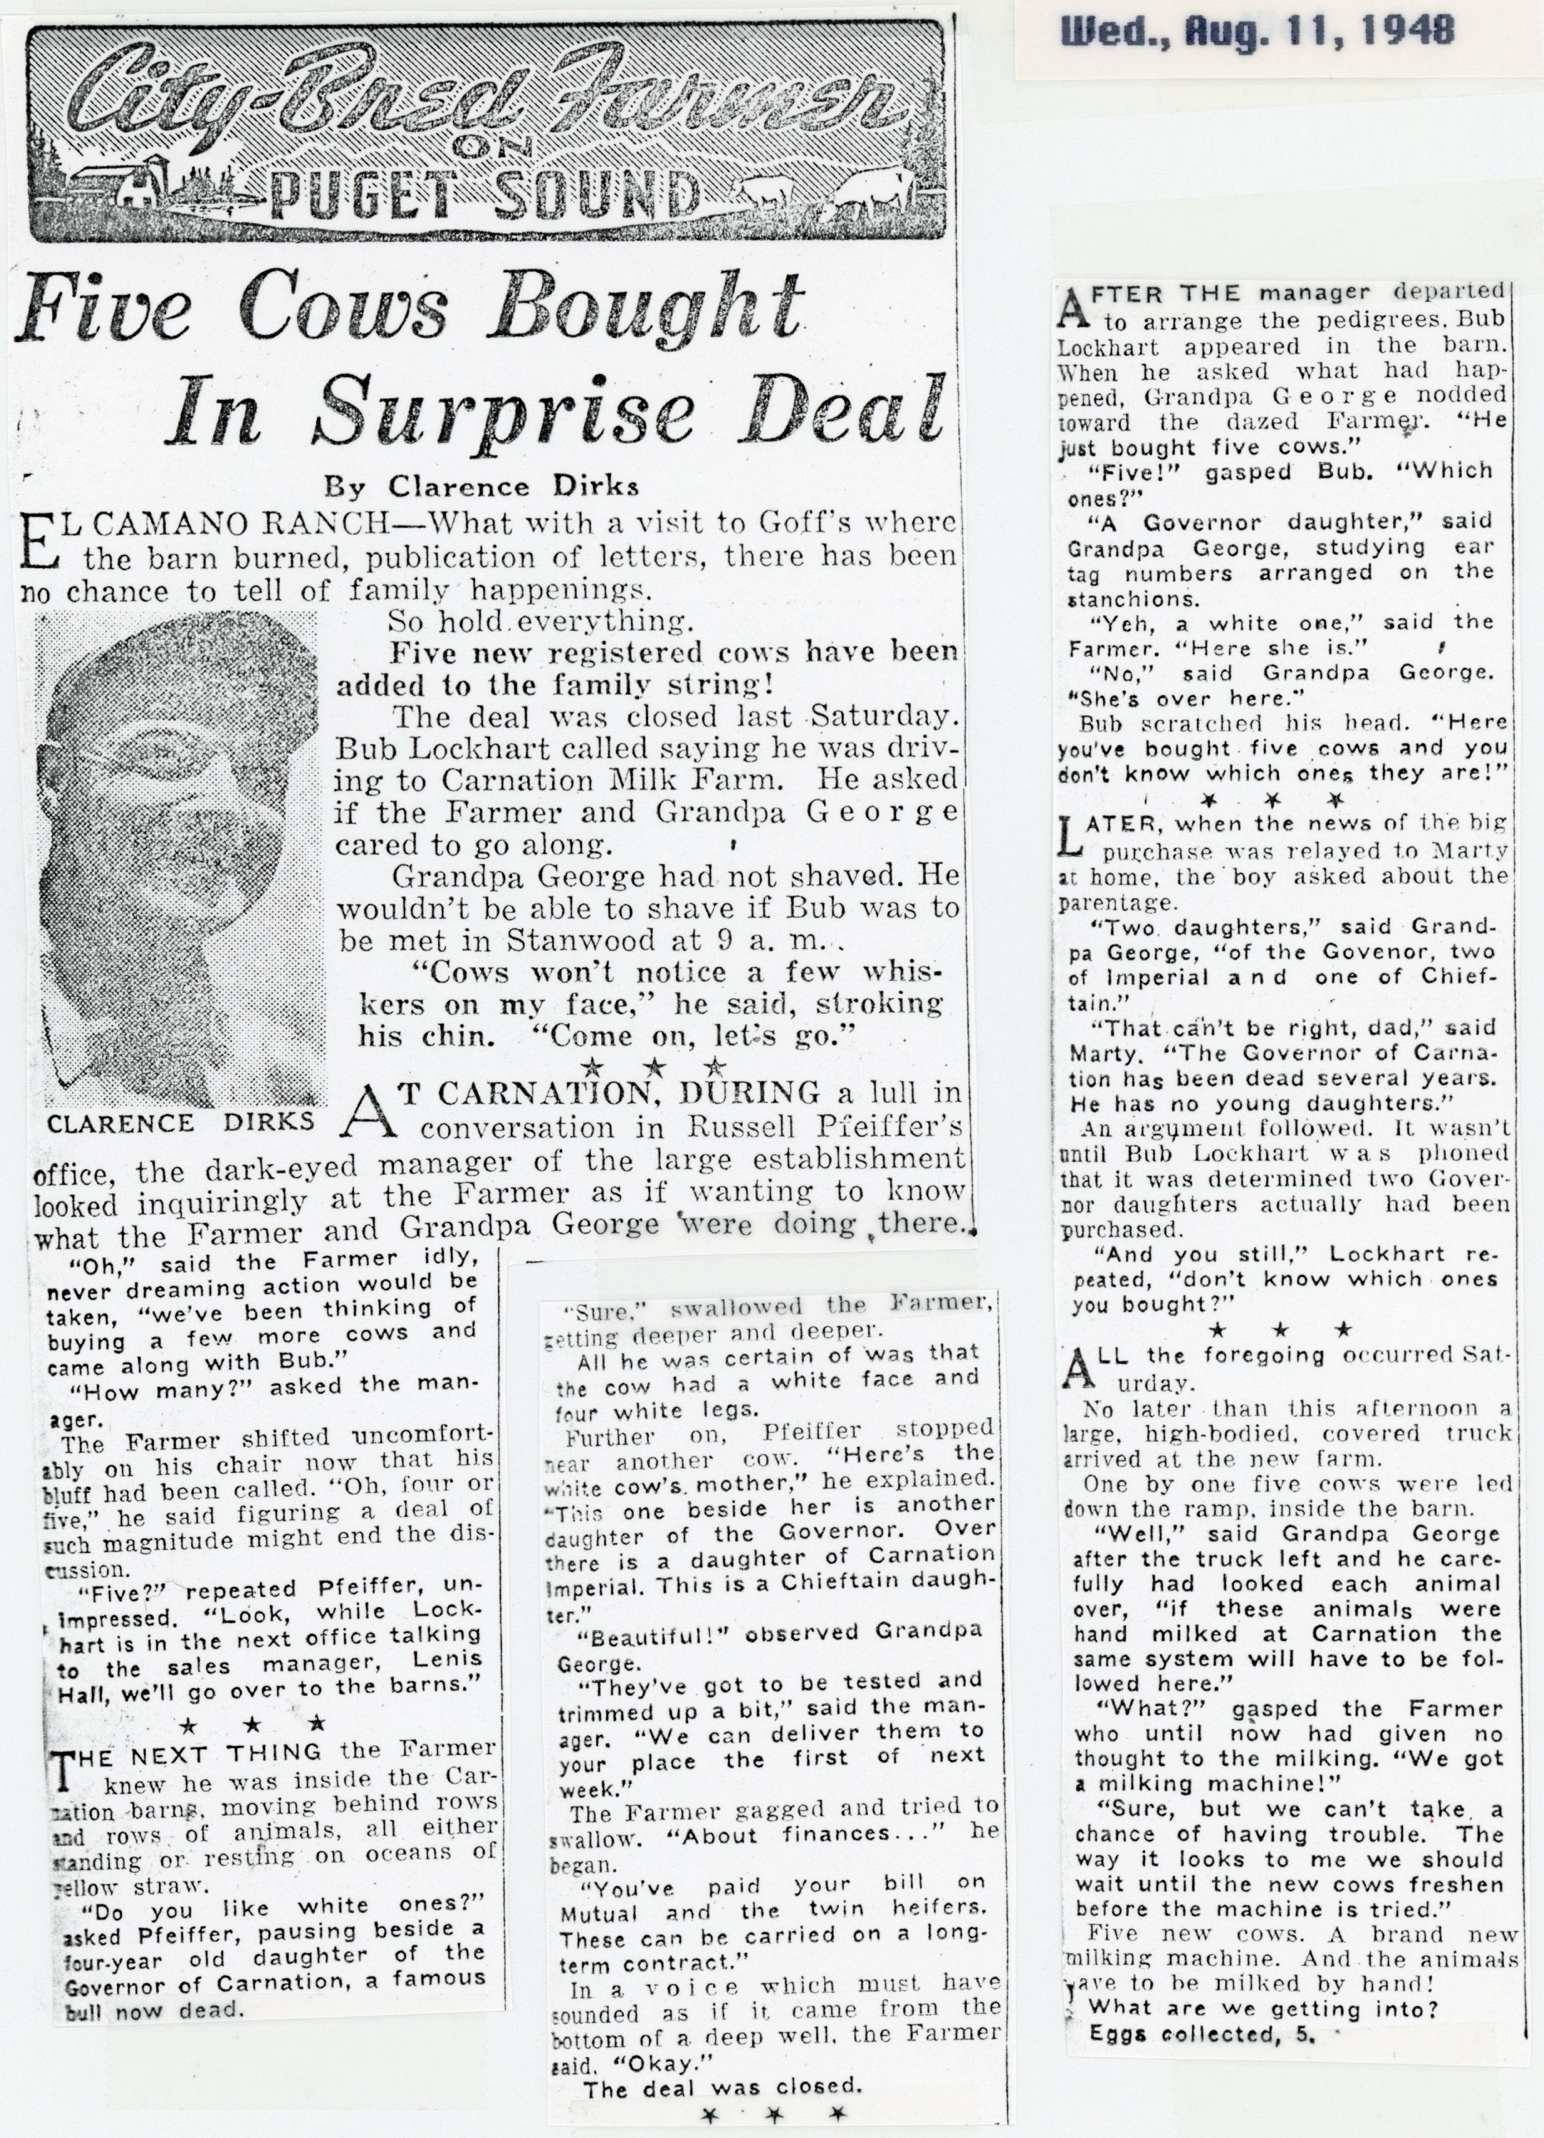 Wed., Aug. 11, 1948
City-Bred Farmer
ON
PUGET SOUND
Five Cows Bought
In Surprise Deal
By Clarence Dirks
EL CAMANO RANCH—What with a visit to Goff's where
the barn burned, publication of letters, there has been
no chance to tell of family happenings.
So hold everything.
Five new registered cows have been
added to the family string!
The deal was closed last Saturday.
Bub Lockhart called saying he was driv-
ing to Carnation Milk Farm. He asked
if the Farmer and Grandpa George
cared to go along.
Grandpa George had not shaved. He
wouldn't be able to shave if Bub was to
be met in Stanwood at 9 a. m..
"Cows won't notice a few whis-
kers on my face," he said, stroking
his chin. "Come on, let's go."
CLARENCE DIRKS
AT CARNATION, DURING a lull in
conversation in Russell Pfeiffer's
office, the dark-eyed manager of the large establishment
looked inquiringly at the Farmer as if wanting to know
what the Farmer and Grandpa George were doing there.
"Oh," said the Farmer idly,
never dreaming action would be
taken, "we've been thinking of
buying a few more cows and
came along with Bub."
"How many?" asked the man-
ager.
The Farmer shifted uncomfort-
ably on his chair now that his
bluff had been called. "Oh, four or
five," he said figuring a deal of
such magnitude might end the dis-
cussion.
"Five?" repeated Pfeiffer, un-
impressed. "Look, while Lock-
hart is in the next office talking
to the sales manager, Lenis
Hall, we'll go over to the barns."
THE NEXT THING the Farmer
knew he was inside the Car-
nation barns, moving behind rows
and rows of animals, all either
standing or resting on oceans of
yellow straw.
"Do you like white ones?"
asked Pfeiffer, pausing beside a
four-year old daughter of the
Governor of Carnation, a famous
bull now dead.
"Sure," swallowed the Farmer,
getting deeper and deeper.
All he was certain of was that
the cow had a white face and
four white legs.
Further on, Pfeiffer stopped
near another cow. "Here's the
white cow's mother," he explained.
"This one beside her is another
daughter of the Governor. Over
there is a daughter of Carnation
Imperial. This is a Chieftain daugh-
ter."
"Beautiful!" observed Grandpa
George.
"They've got to be tested and
trimmed up a bit," said the man-
ager. "We can deliver them to
your place the first of next
week."
The Farmer gagged and tried to
swallow. "About finances..." he
began.
"You've paid your bill on
Mutual and the twin heifers.
These can be carried on a long-
term contract."
In a voice which must have
sounded as if it came from the
bottom of a deep well, the Farmer
said, "Okay."
The deal was closed.
AFTER THE manager departed
to arrange the pedigrees, Bub
Lockhart appeared in the barn.
When he asked what had hap-
pened, Grandpa George nodded
toward the dazed Farmer. "He
just bought five cows."
"Five!" gasped Bub. "Which
ones?"
"A Governor daughter," said
Grandpa George, studying ear
tag numbers arranged on the
stanchions.
"Yeh, a white one," said the
Farmer. "Here she is."
"No," said Grandpa George.
"She's over here."
Bub scratched his head. "Here
you've bought five cows and you
don't know which ones they are!"
LATER, when the news of the big
purchase was relayed to Marty
at home, the boy asked about the
parentage.
"Two daughters," said Grand-
pa George, "of the Govenor, two
of Imperial and one of Chief-
tain."
"That can't be right, dad," said
Marty. "The Governor of Carna-
tion has been dead several years.
He has no young daughters."
An argument followed. It wasn't
until Bub Lockhart was phoned
that it was determined two Gover-
nor daughters actually had been
purchased.
"And you still," Lockhart re-
peated, "don't know which ones
you bought?"
ALL the foregoing occurred Sat-
urday.
No later than this afternoon a
large, high-bodied, covered truck
arrived at the new farm.
One by one five cows were led
down the ramp, inside the barn.
"Well," said Grandpa George
after the truck left and he care-
fully had looked each animal
over, "if these animals were
hand milked at Carnation the
same system will have to be fol-
lowed here."
"What?" gasped the Farmer
who until now had given no
thought to the milking. "We got
a milking machine!"
"Sure, but we can't take a
chance of having trouble. The
way it looks to me we should
wait until the new cows freshen
before the machine is tried."
Five new cows. A brand new
milking machine. And the animals
have to be milked by hand!
What are we getting into?
Eggs collected, 5.